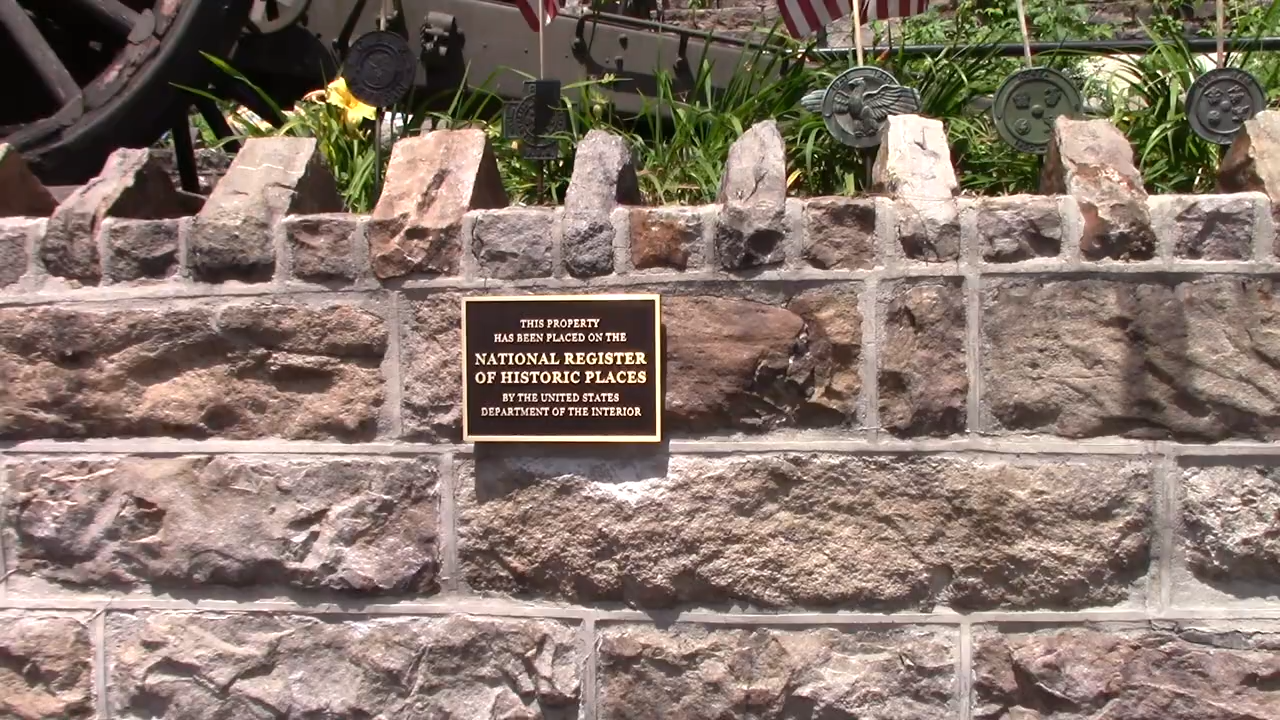 THIS PROPERTY
HAS BEEN PLACED ON THE
NATIONAL REGISTER
OF HISTORIC PLACES
BY THE UNITED STATES
DEPARTMENT OF THE INTERIOR